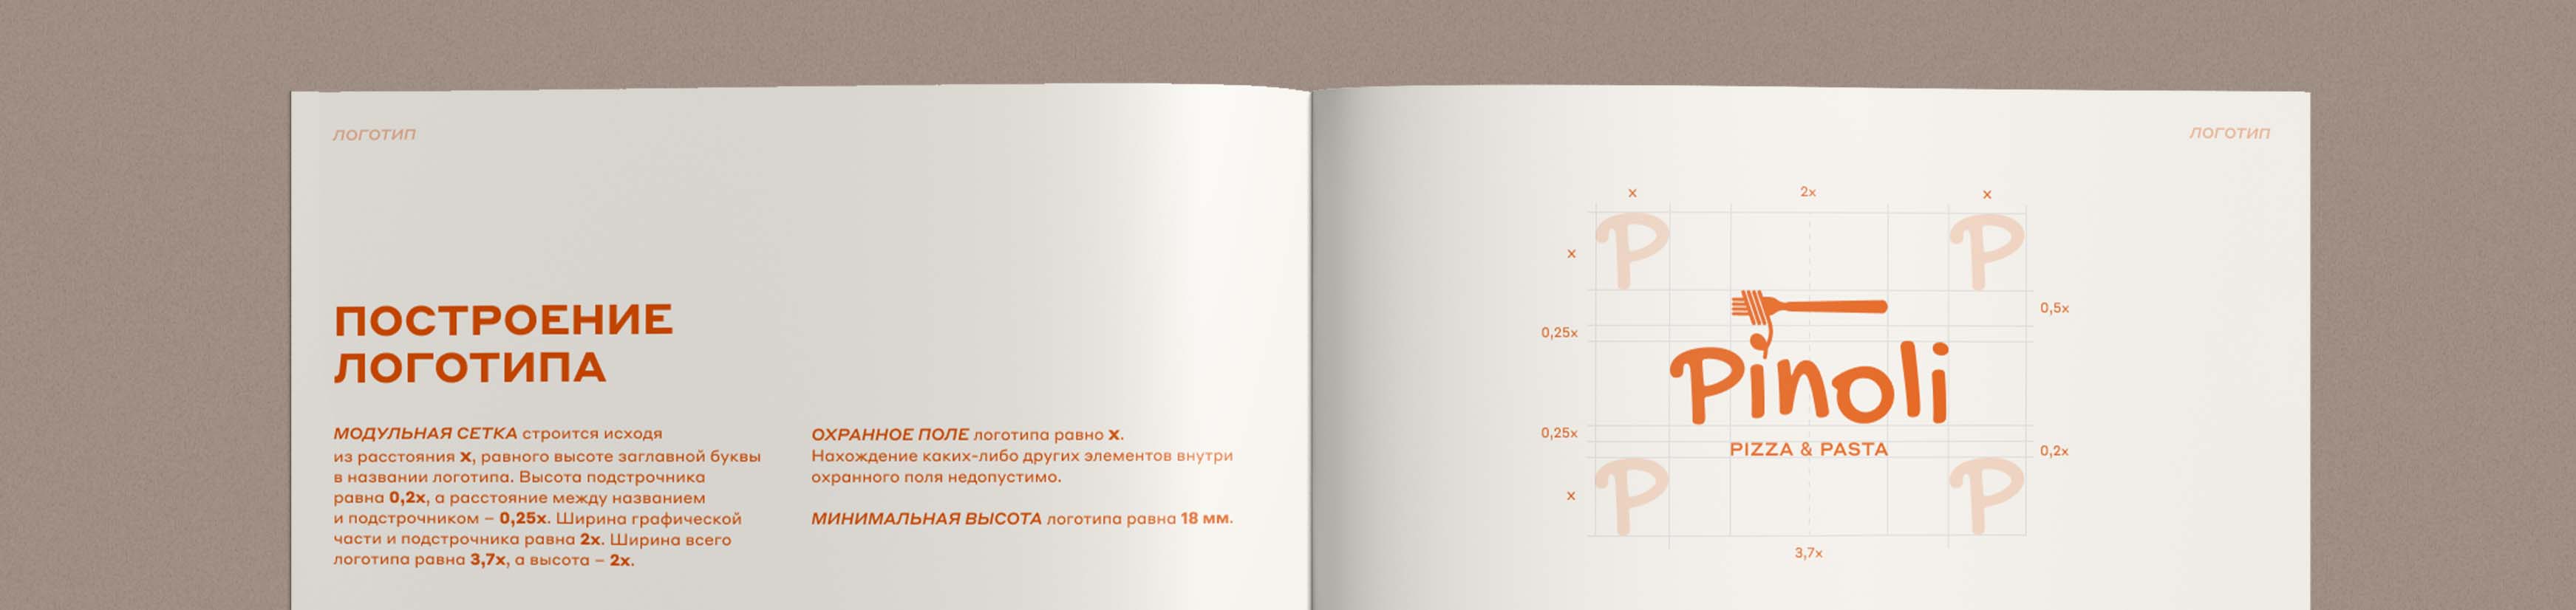 ЛОГОТИП
ПОСТРОЕНИЕ
ЛОГОТИПА
МОДУЛЬНАЯ СЕТКА строится исходя
из расстояния x, равного высоте заглавной буквы
в названии логотипа. Высота подстрочника
равна 0,2x, а расстояние между названием
и подстрочником – 0,25x. Ширина графической
части и подстрочника равна 2x. Ширина всего
логотипа равна 3,7x, а высота – 2x.
ОХРАННОЕ ПОЛЕ логотипа равно x.
Нахождение каких-либо других элементов внутри
охранного поля недопустимо.
МИНИМАЛЬНАЯ ВЫСОТА логотипа равна 18 мм.
ЛОГОТИП
x 2x x
P P
x
0,5x
0,25x
Pinoli
0,25x
PIZZA & PASTA 0,2x
P P
x
3,7x